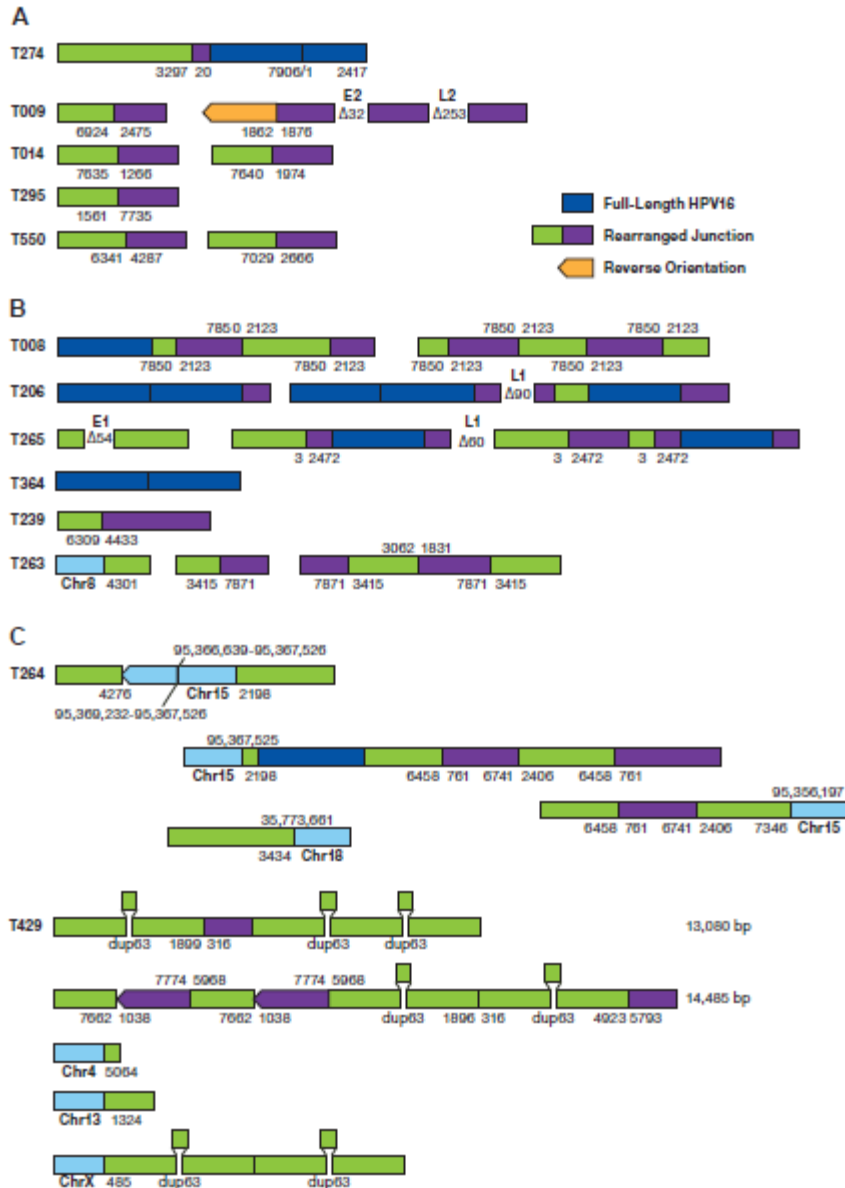 A
T274
3297 20 7906/1 2417
E2 L2
T009 Δ32 Δ253
6924 2475 1862 1876
T014
7635 1266 7640 1974
T295
1561 7735
Full-Length HPV16
T550
6341 4287 7029 2666
Rearranged Junction
Reverse Orientation
B
7850 2123 7850 2123 7850 2123
T008
7850 2123 7850 2123 7850 2123 7850 2123
L1
T206 Δ90
E1 L1
T265 Δ54 Δ60
3 2472 3 2472 3 2472
T364
T239
6309 4433
3062 1831
T263
Chr8 4301 3415 7871 7871 3415 7871 3415
C
95,366,639-95,367,526
T264
4276 Chr15 2198
95,369,232-95,367,526
95,367,525
Chr15 2198 6458 761 6741 2406 6458 761
95,356,197
35,773,661
6458 761 6741 2406 7346 Chr15
3434 Chr18
T429 13,080 bp
dup63 1899 316 dup63 dup63
7774 5968 7774 5968
14,485 bp
7662 1038 7662 1038 dup63 1896 316 dup63 4923 5793
Chr4 5064
Chr13 1324
ChrX 485 dup63 dup63